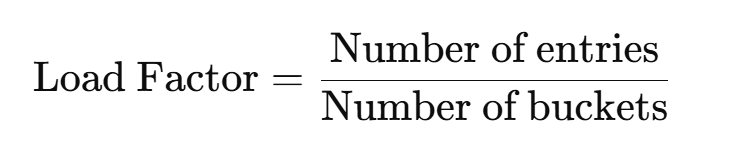 Load Factor =
Number of entries
Number of buckets